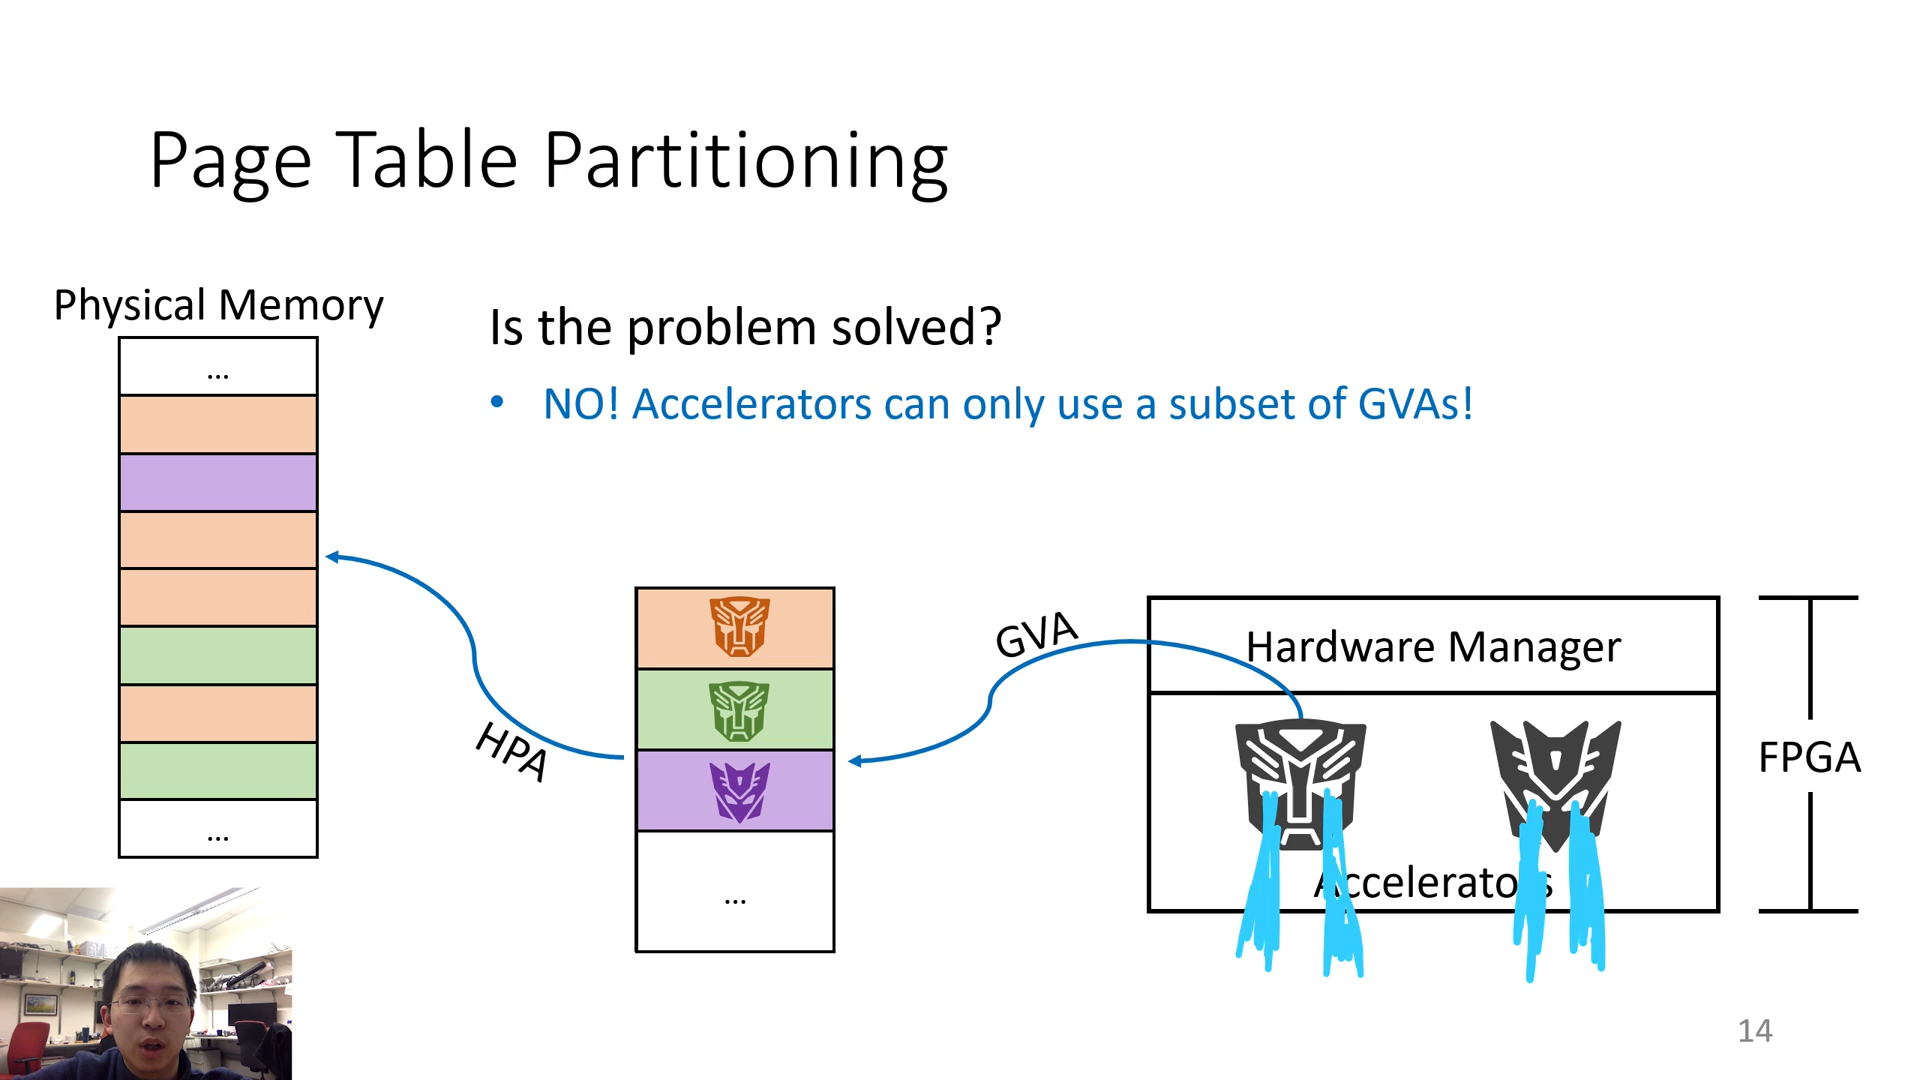 Page Table Partitioning
Physical Memory
...
...
Is the problem solved?
• NO! Accelerators can only use a subset of GVAs!
HPA
...
GVA
Hardware Manager
Accelerators
FPGA
14